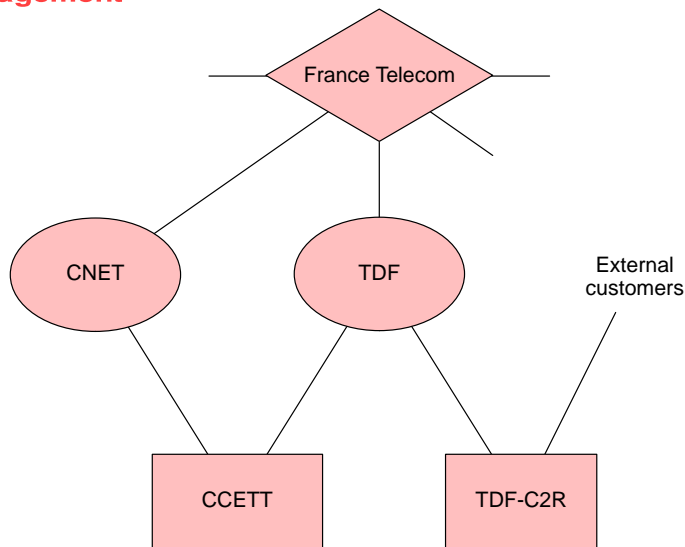 agement
France Telecom
CNET
TDF
External
customers
CCETT
TDF-C2R